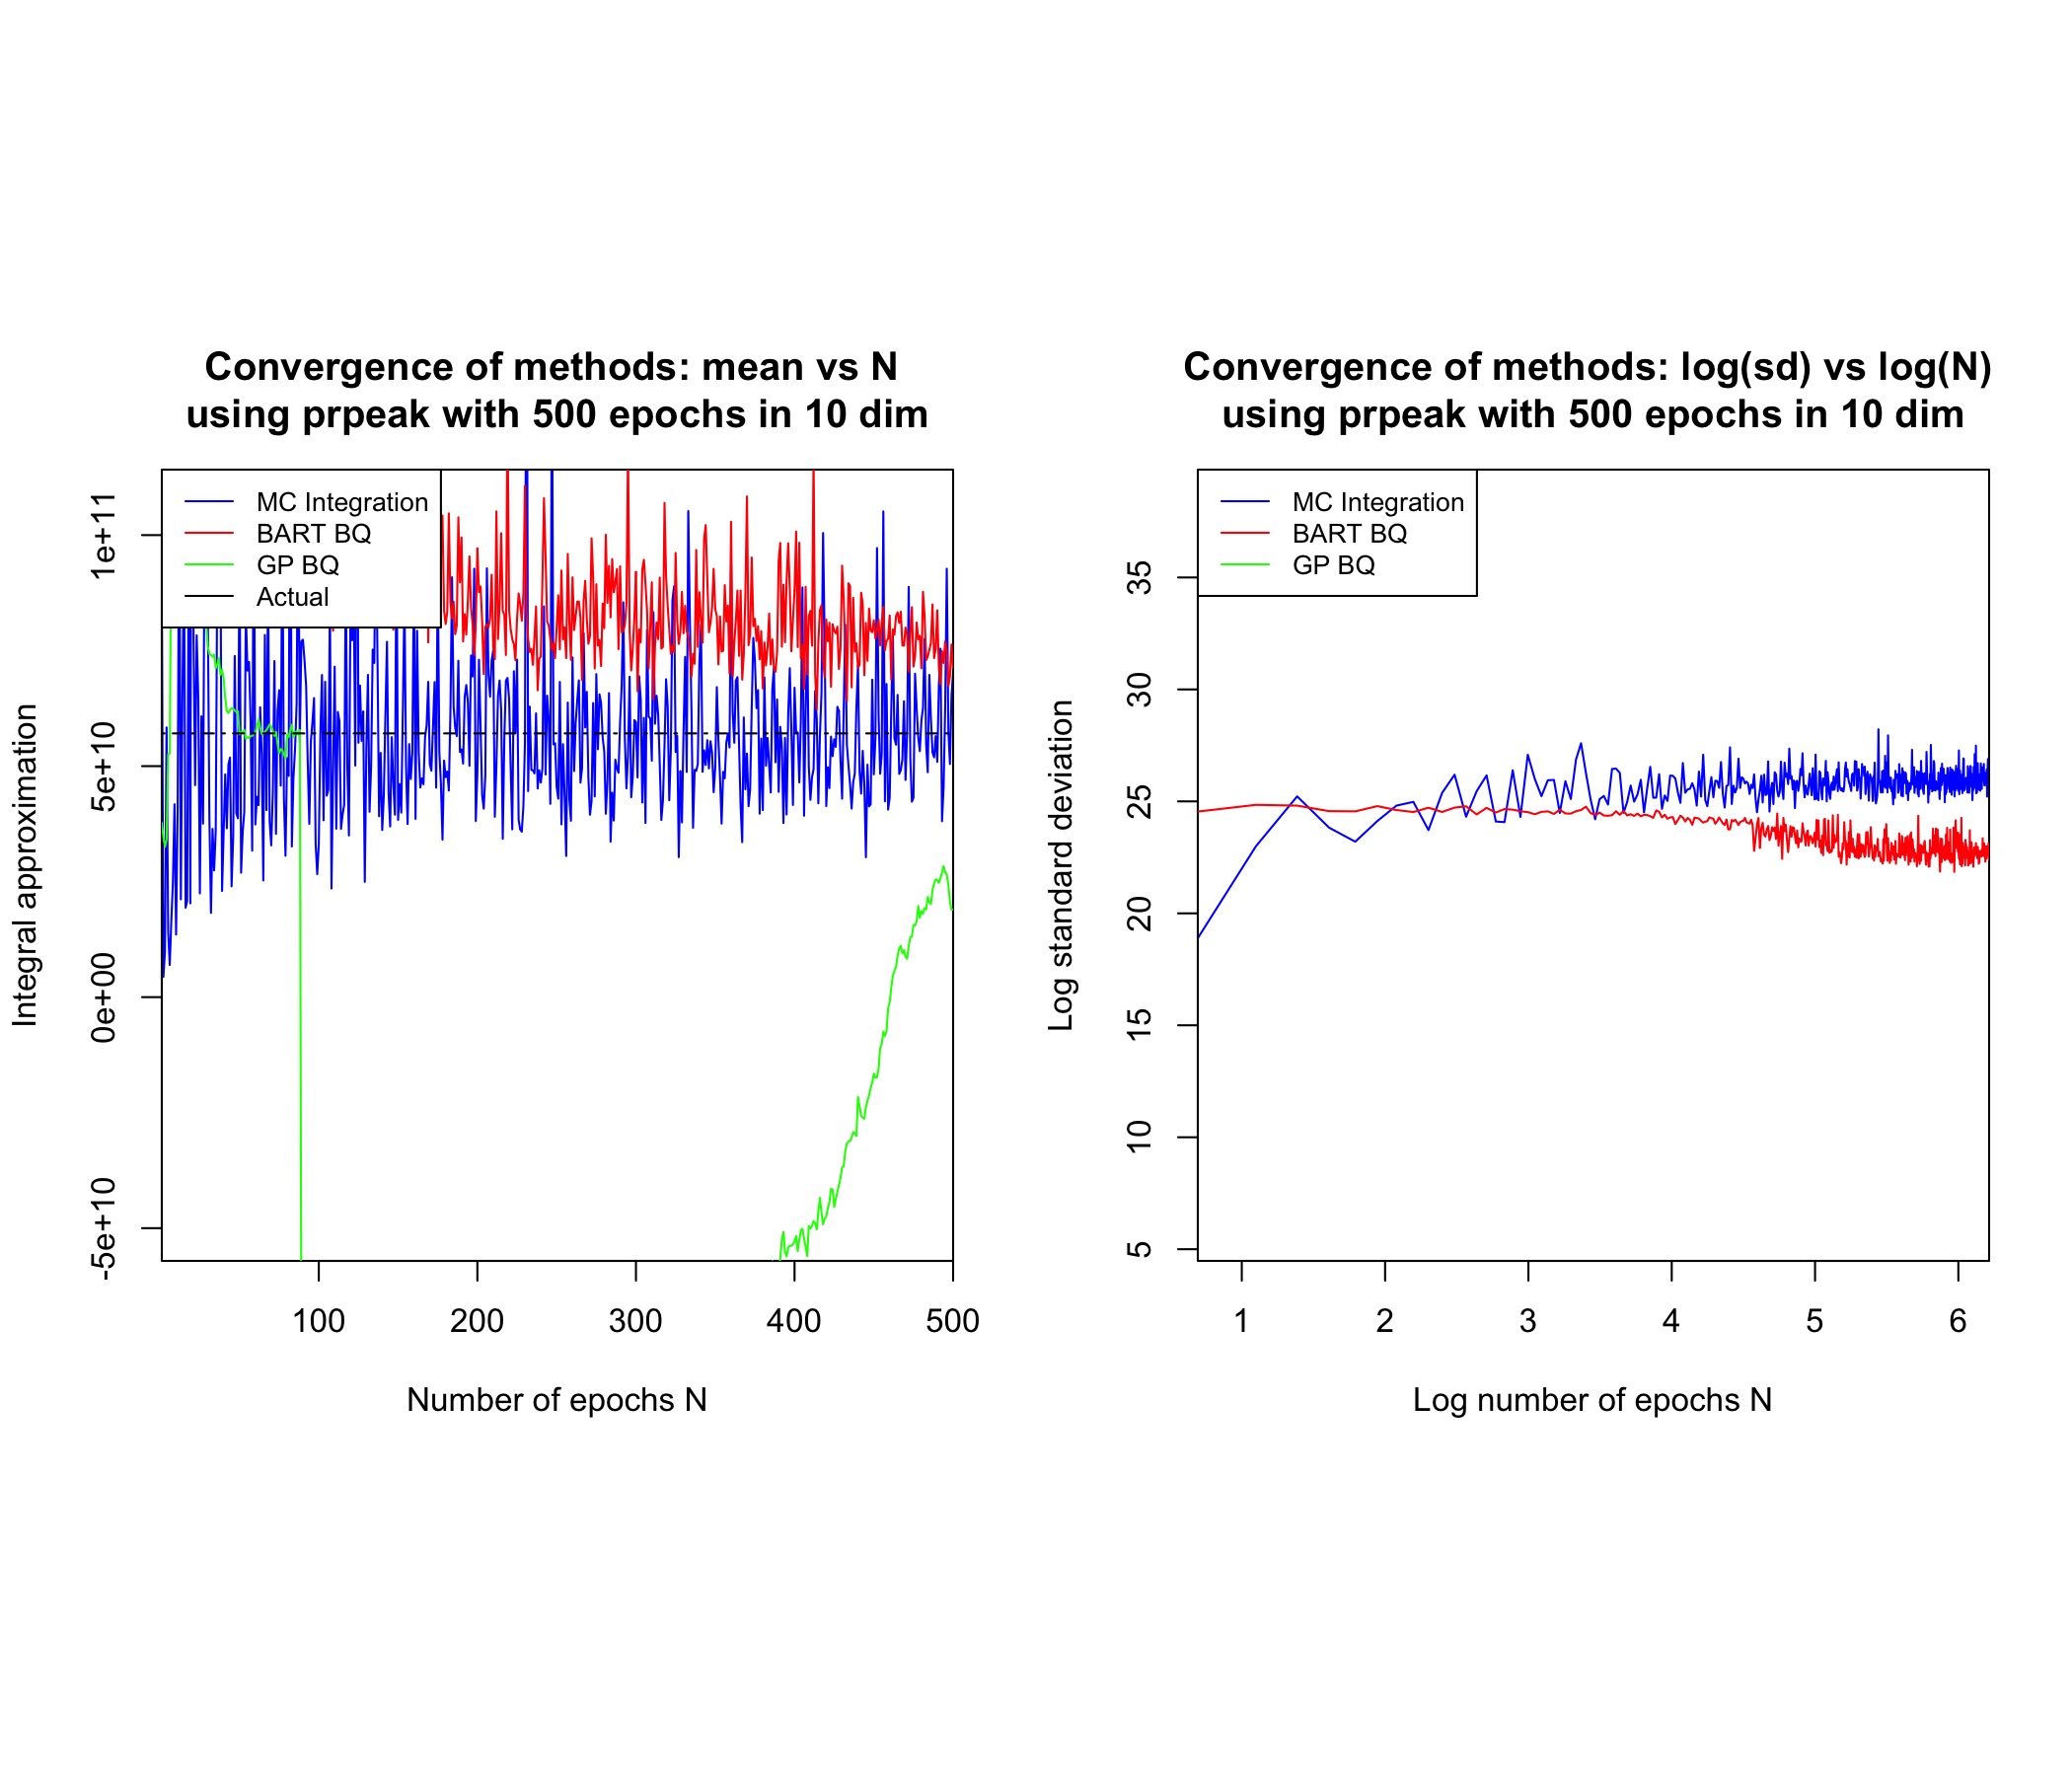 Convergence of methods: mean vs N
using prpeak with 500 epochs in 10 dim
MC Integration
BART BQ
GP BQ
Actual
Integral approximation
1e+11
5e+10
0e+00
-5e+10
100 200 300 400 500
Number of epochs N
Convergence of methods: log(sd) vs log(N)
using prpeak with 500 epochs in 10 dim
MC Integration
BART BQ
GP BQ
Log standard deviation
35
30
25
20
15
10
5
1 2 3 4 5 6
Log number of epochs N